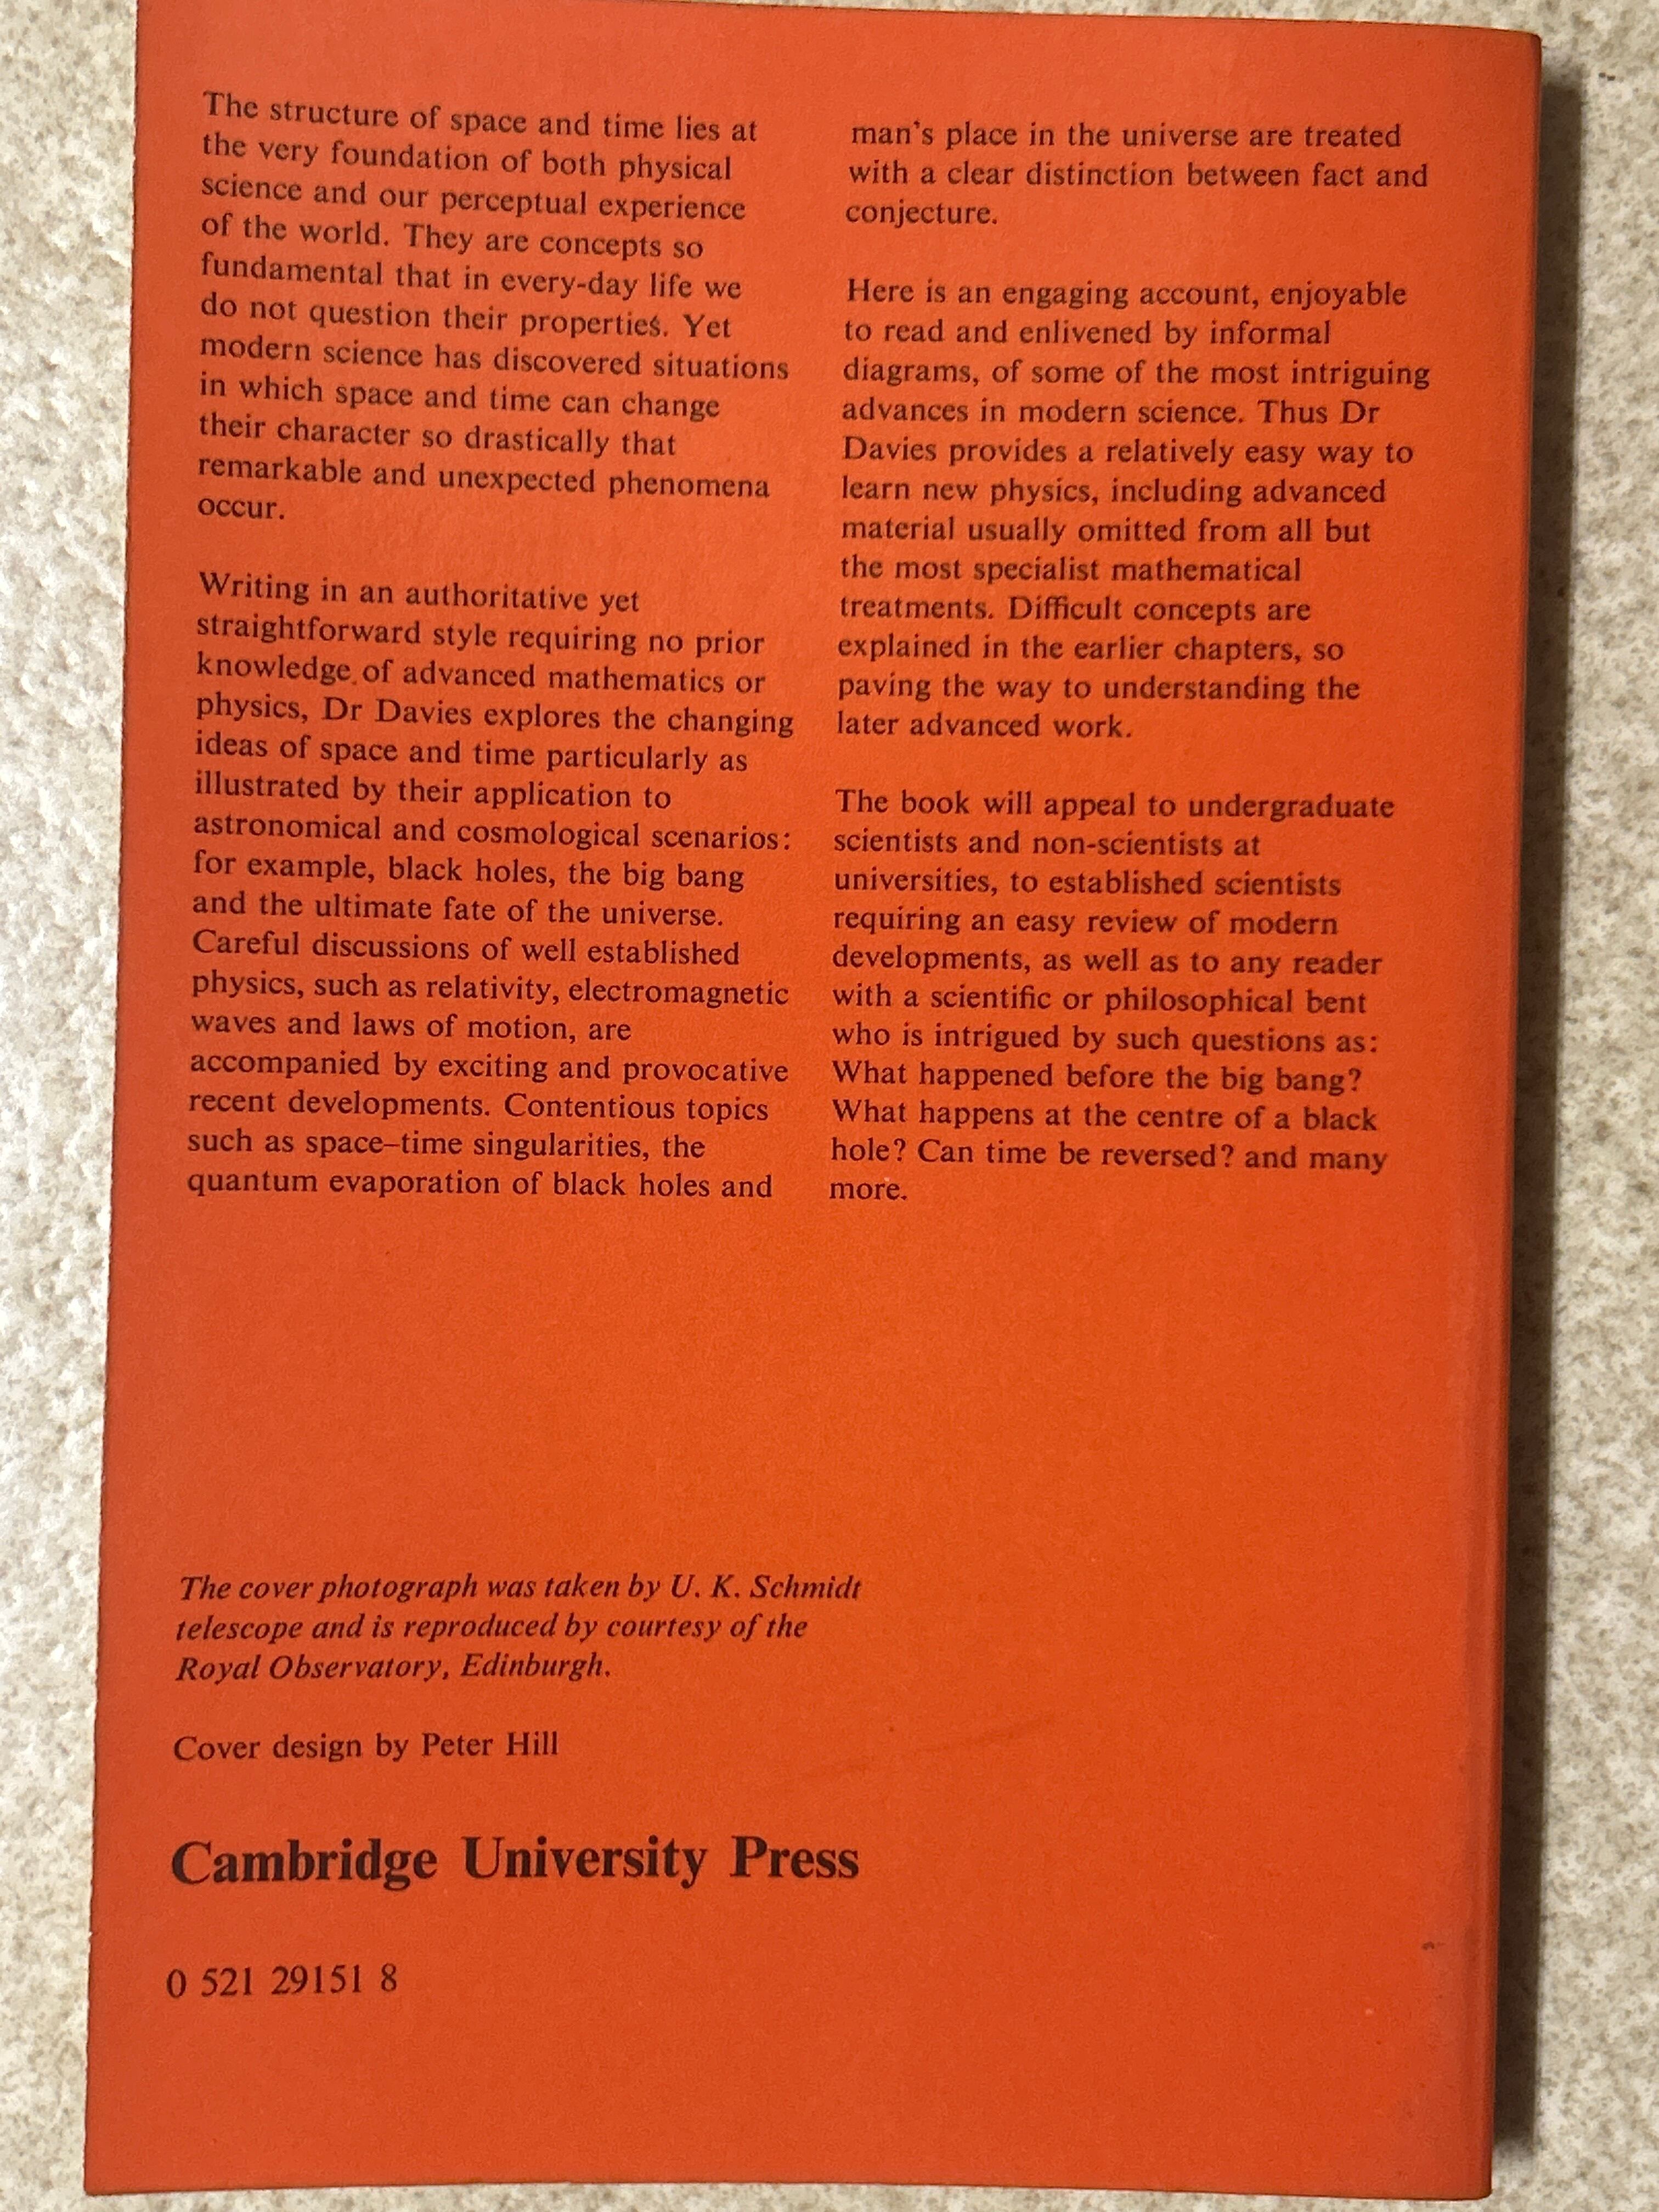 The structure of space and time lies at
the very foundation of both physical
science and our perceptual experience
of the world. They are concepts so
fundamental that in every-day life we
do not question their properties. Yet
modern science has discovered situations
in which space and time can change
their character so drastically that
remarkable and unexpected phenomena
occur.
Writing in an authoritative yet
straightforward style requiring no prior
knowledge of advanced mathematics or
physics, Dr Davies explores the changing
ideas of space and time particularly as
illustrated by their application to
astronomical and cosmological scenarios:
for example, black holes, the big bang
and the ultimate fate of the universe.
Careful discussions of well established
physics, such as relativity, electromagnetic
waves and laws of motion, are
accompanied by exciting and provocative
recent developments. Contentious topics
such as space–time singularities, the
quantum evaporation of black holes and
man's place in the universe are treated
with a clear distinction between fact and
conjecture.
Here is an engaging account, enjoyable
to read and enlivened by informal
diagrams, of some of the most intriguing
advances in modern science. Thus Dr
Davies provides a relatively easy way to
learn new physics, including advanced
material usually omitted from all but
the most specialist mathematical
treatments. Difficult concepts are
explained in the earlier chapters, so
paving the way to understanding the
later advanced work.
The book will appeal to undergraduate
scientists and non-scientists at
universities, to established scientists
requiring an easy review of modern
developments, as well as to any reader
with a scientific or philosophical bent
who is intrigued by such questions as:
What happened before the big bang?
What happens at the centre of a black
hole? Can time be reversed? and many
more.
The cover photograph was taken by U. K. Schmidt
telescope and is reproduced by courtesy of the
Royal Observatory, Edinburgh.
Cover design by Peter Hill
Cambridge University Press
0 521 29151 8